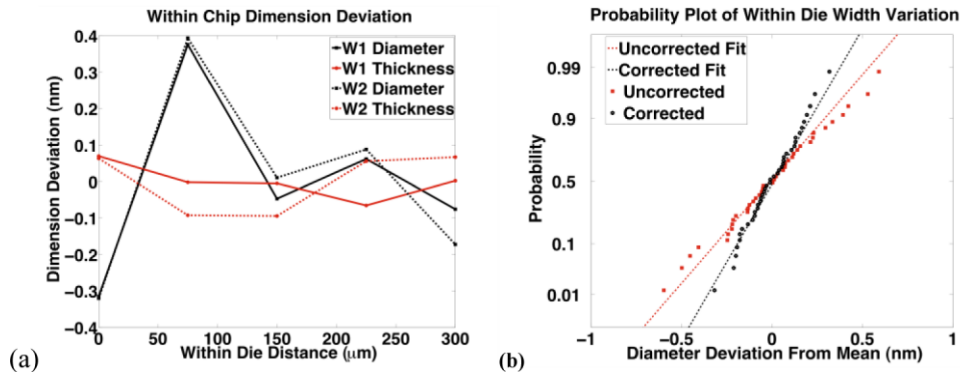 Within Chip Dimension Deviation
Dimension Deviation (nm)
0.4
0.3
0.2
0.1
0
-0.1
-0.2
-0.3
-0.4
W1 Diameter
W1 Thickness
W2 Diameter
W2 Thickness
0 50 100 150 200 250 300
Within Die Distance (μm)
(a)
Probability Plot of Within Die Width Variation
Probability
0.99
0.9
0.5
0.1
0.01
Uncorrected Fit
Corrected Fit
Uncorrected
Corrected
-1 -0.5 0 0.5 1
Diameter Deviation From Mean (nm)
(b)